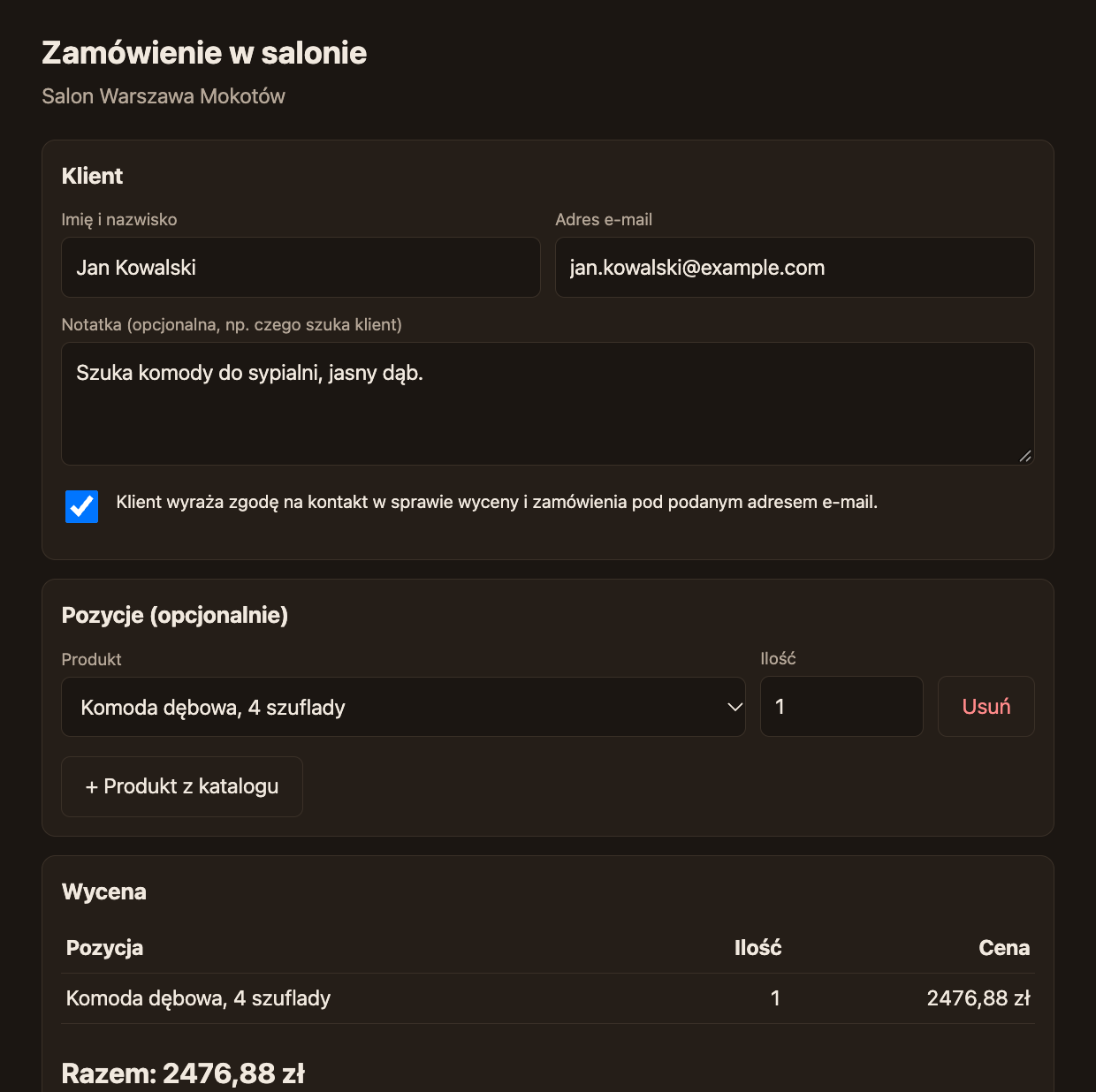 Zamówienie w salonie
Salon Warszawa Mokotów
Klient
Imię i nazwisko
Adres e-mail
Jan Kowalski
jan.kowalski@example.com
Notatka (opcjonalna, np. czego szuka klient)
Szuka komody do sypialni, jasny dąb.
Klient wyraża zgodę na kontakt w sprawie wyceny i zamówienia pod podanym adresem e-mail.
Pozycje (opcjonalnie)
Produkt
Ilość
Komoda dębowa, 4 szuflady
1
Usuń
+ Produkt z katalogu
Wycena
Pozycja Ilość Cena
Komoda dębowa, 4 szuflady 1 2476,88 zł
Razem: 2476,88 zł